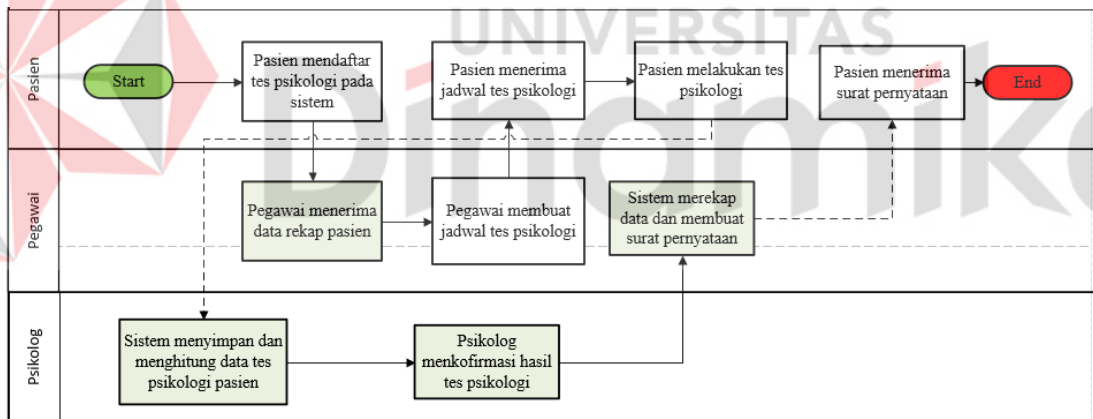 UNIVERSITAS
Dinamika
Pasien
Start
Pasien mendaftar
tes psikologi pada
sistem
Pasien menerima
jadwal tes psikologi
Pasien melakukan tes
psikologi
Pasien menerima
surat pernyataan
End
Pegawai
Pegawai menerima
data rekap pasien
Pegawai membuat
jadwal tes psikologi
Sistem merekap
data dan membuat
surat pernyataan
Psikolog
Sistem menyimpan dan
menghitung data tes
psikologi pasien
Psikolog
menkofirmasi hasil
tes psikologi